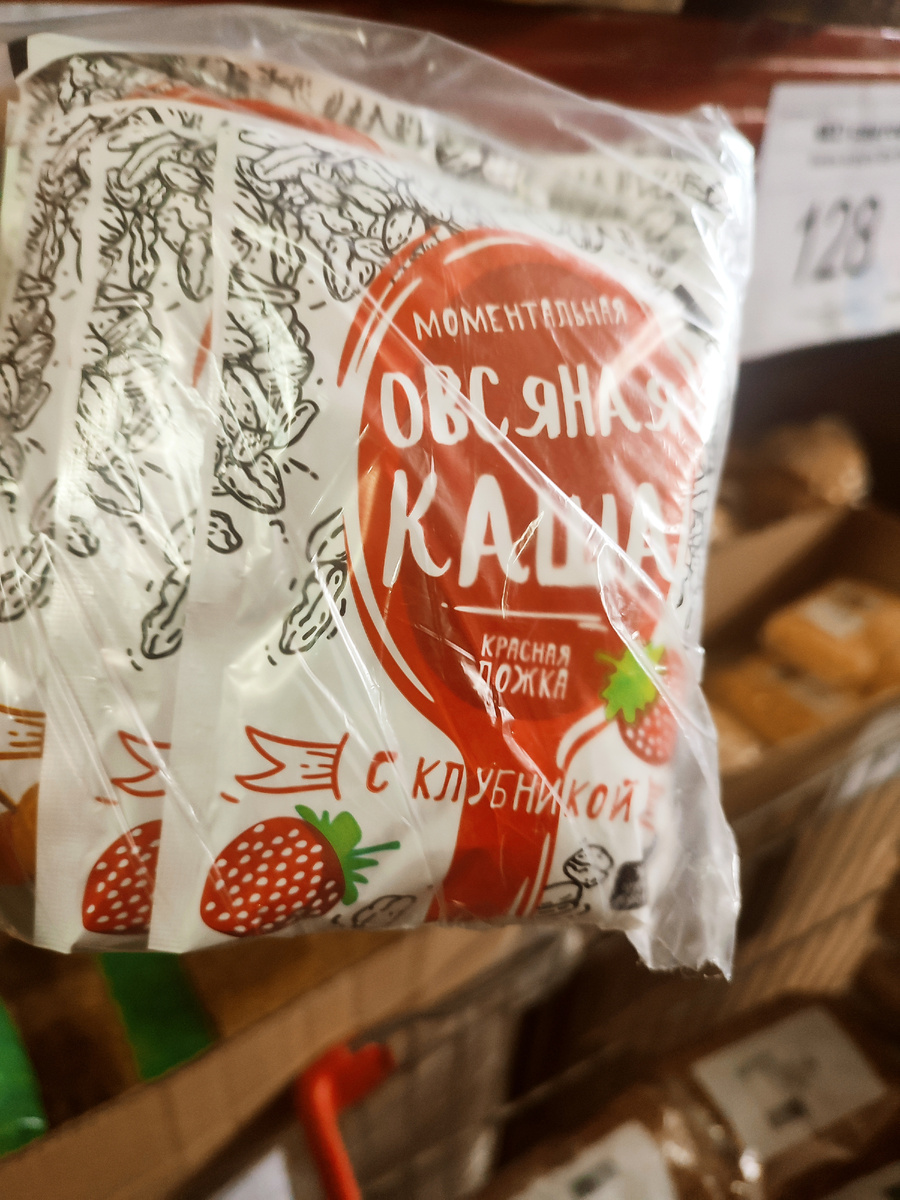 МОМЕНТАЛЬНАЯ
ОВСЯНАЯ
КАША
КРАСНАЯ
ЛОЖКА
С КЛУБНИКОЙ
128